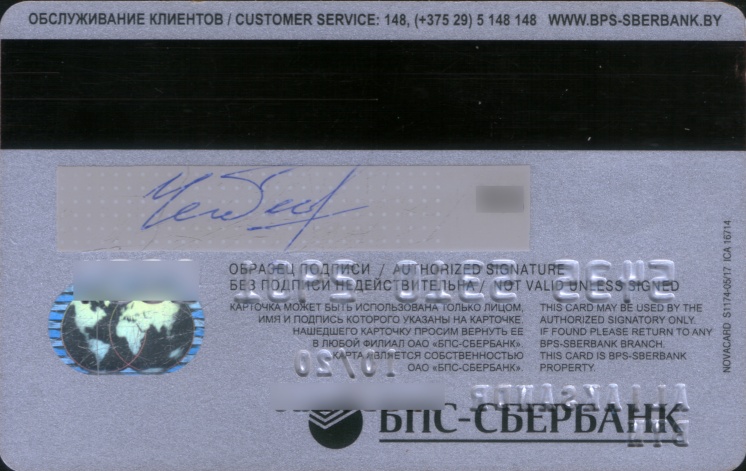 ОБСЛУЖИВАНИЕ КЛИЕНТОВ / CUSTOMER SERVICE: 148, (+375 29) 5 148 148 WWW.BPS-SBERBANK.BY
ОБРАЗЕЦ ПОДПИСИ / AUTHORIZED SIGNATURE
БЕЗ ПОДПИСИ НЕДЕЙСТВИТЕЛЬНА / NOT VALID UNLESS SIGNED
КАРТОЧКА МОЖЕТ БЫТЬ ИСПОЛЬЗОВАНА ТОЛЬКО ЛИЦОМ,
ИМЯ И ПОДПИСЬ КОТОРОГО УКАЗАНЫ НА КАРТОЧКЕ.
НАШЕДШЕГО КАРТОЧКУ ПРОСИМ ВЕРНУТЬ ЕЕ
В ЛЮБОЙ ФИЛИАЛ ОАО «БПС-СБЕРБАНК».
КАРТА ЯВЛЯЕТСЯ СОБСТВЕННОСТЬЮ
ОАО «БПС-СБЕРБАНК».
THIS CARD MAY BE USED BY THE
AUTHORIZED SIGNATORY ONLY.
IF FOUND PLEASE RETURN TO ANY
BPS-SBERBANK BRANCH.
THIS CARD IS BPS-SBERBANK
PROPERTY.
NOVACARD S1174-05/17 ICA 16714
10/20
БПС-СБЕРБАНК